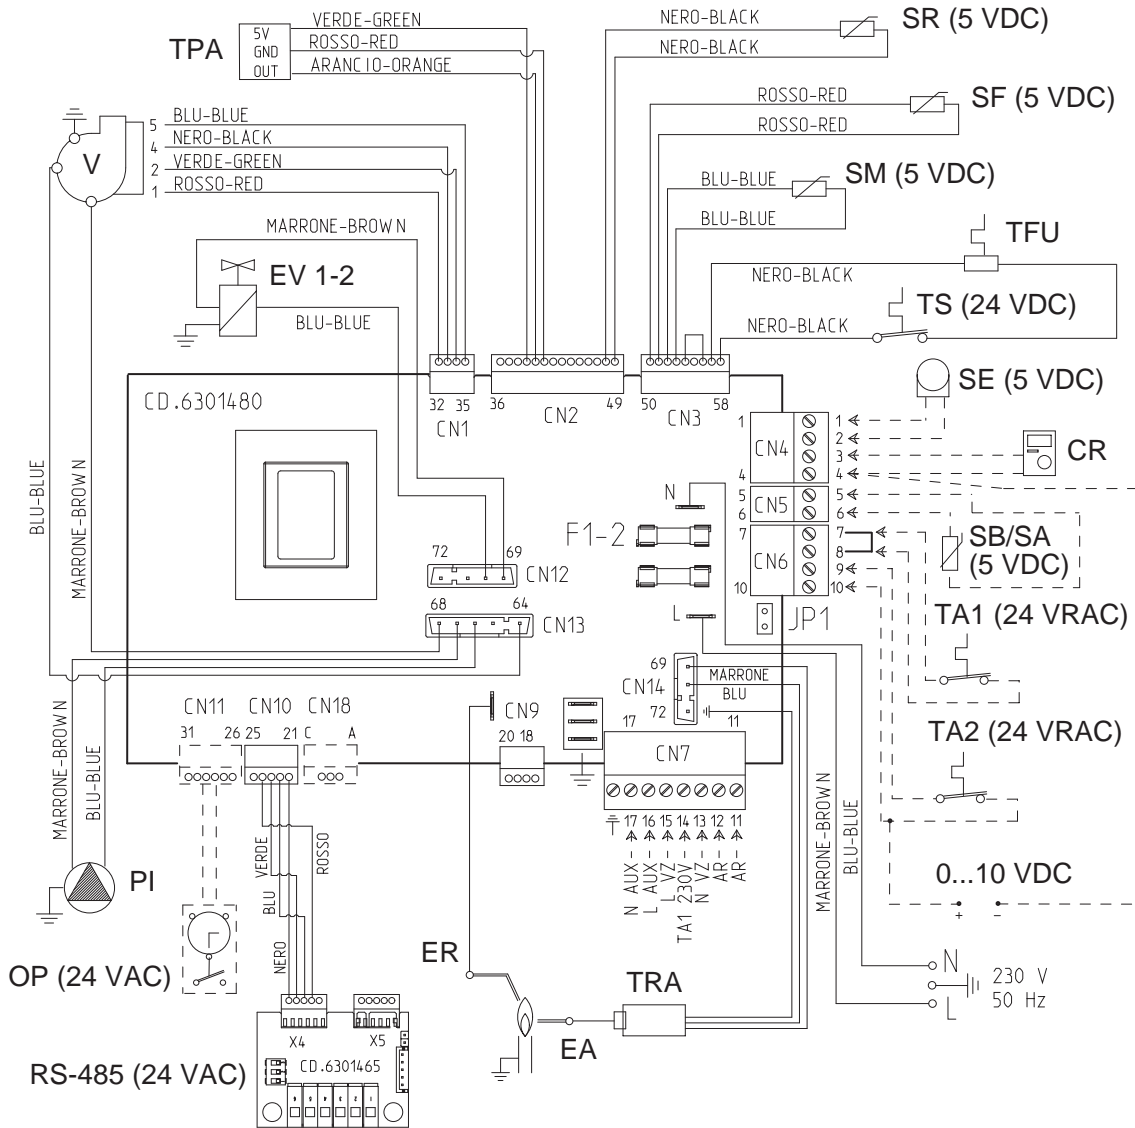 VERDE-GREEN
NERO-BLACK
SR (5 VDC)
TPA
5V
GND
OUT
ROSSO-RED
ARANCIO-ORANGE
NERO-BLACK
ROSSO-RED
SF (5 VDC)
ROSSO-RED
V
5
BLU-BLUE
4
NERO-BLACK
2
VERDE-GREEN
1
ROSSO-RED
BLU-BLUE
SM (5 VDC)
BLU-BLUE
MARRONE-BROWN
TFU
EV 1-2
NERO-BLACK
BLU-BLUE
TS (24 VDC)
NERO-BLACK
SE (5 VDC)
CD.6301480
32 35
CN1
36 49
CN2
50 58
CN3
1
4
CN4
1
2
3
4
CR
5
6
CN5
5
6
7
10
CN6
7
8
9
10
N
F1-2
L
JP1
SB/SA
(5 VDC)
BLU-BLUE
MARRONE-BROWN
72 69
CN12
68 64
CN13
TA1 (24 VRAC)
69
MARRONE
CN14
BLU
72
TA2 (24 VRAC)
CN11
31 26
CN10
25 21
CN18
C A
CN9
20 18
17 11
CN7
17
16
15
14
13
12
11
N AUX
L AUX
L VZ
TA1 230V
N VZ
AR
AR
MARRONE-BROWN
BLU-BLUE
MARRONE-BROWN
BLU-BLUE
VERDE
ROSSO
BLU
NERO
PI
0...10 VDC
+ -
OP (24 VAC)
ER
TRA
EA
N
230 V
50 Hz
L
X4
X5
RS-485 (24 VAC)
CD.6301465
6 5 4 3 2 1